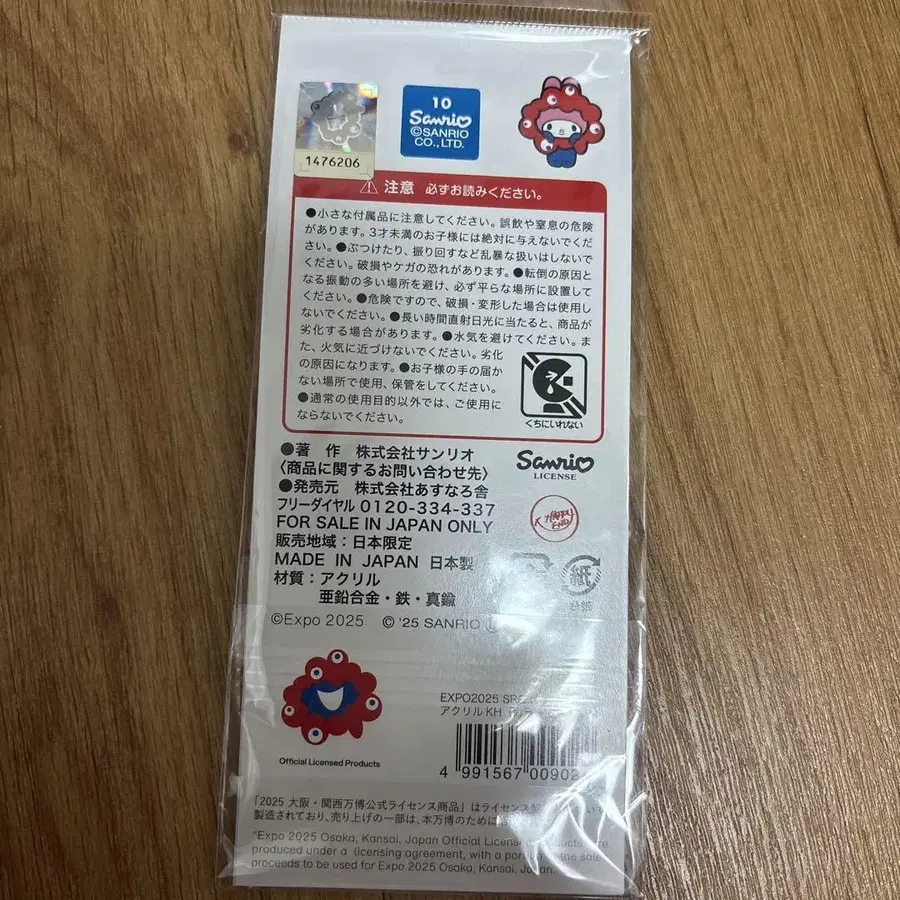 1476206
10
Sanrio
©SANRIO
CO., LTD.
注意 必ずお読みください。
●小さな付属品に注意してください。誤飲や窒息の危険
があります。3才未満のお子様には絶対に与えないでくだ
さい。●ぶつけたり、振り回すなど乱暴な扱いはしないで
ください。破損やケガの恐れがあります。●転倒の原因と
なる振動の多い場所を避け、必ず平らな場所に設置して
ください。●危険ですので、破損・変形した場合は使用し
ないでください。●長い時間直射日光に当たると、商品が
劣化する場合があります。●水気を避けてください。ま
た、火気に近づけないでください。劣化
の原因になります。●お子様の手の届か
ない場所で使用、保管をしてください。
●通常の使用目的以外では、ご使用に
ならないでください。
くちにいれない
●著 作 株式会社サンリオ
〈商品に関するお問い合わせ先〉
●発売元 株式会社あすなろ舎
フリーダイヤル 0120-334-337
FOR SALE IN JAPAN ONLY
販売地域：日本限定
MADE IN JAPAN 日本製
材質：アクリル
亜鉛合金・鉄・真鍮
Sanrio
LICENSE
紙
台紙
©Expo 2025 © '25 SANRIO
Official Licensed Products
EXPO2025
アクリルKH
4 991567 00902
「2025 大阪・関西万博公式ライセンス商品」はライセンス
製造されており、売り上げの一部は、本万博のために
"Expo 2025 Osaka, Kansai, Japan Official Licensed Products" are
produced under a licensing agreement, with a portion of the sale
proceeds to be used for Expo 2025 Osaka, Kansai, Japan.